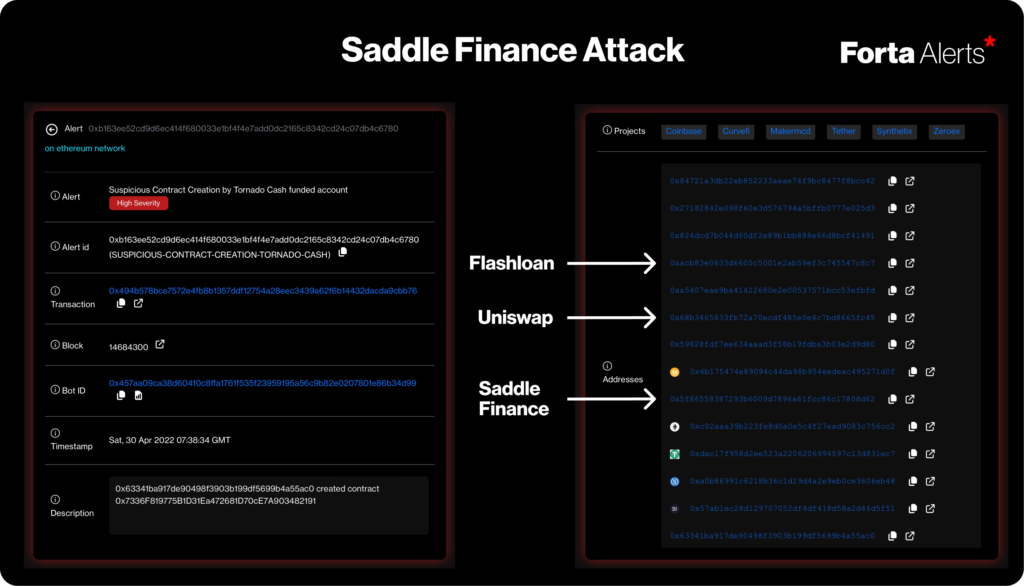 Saddle Finance Attack
Forta Alerts*
Alert 0xb163ee52cd9d6ec414f680033e1bf4f4e7add0dc2165c8342cd24c07db4c6780
on ethereum network
Alert
Suspicious Contract Creation by Tornado Cash funded account
High Severity
Alert id
0xb163ee52cd9d6ec414f680033e1bf4f4e7add0dc2165c8342cd24c07db4c6780
(SUSPICIOUS-CONTRACT-CREATION-TORNADO-CASH)
Transaction
0x494b578bce7572e4fb8b1357ddf12754a28eec3439a62f6b14432dacda9cbb76
Block
14684300
Bot ID
0x457aa09ca38d60410c8ffa1761f535f23959195a56c9b82e0207801e86b34d99
Timestamp
Sat, 30 Apr 2022 07:38:34 GMT
Description
0x63341ba917de90498f3903b199df5699b4a55ac0 created contract
0x7336F819775B1D31Ea472681D70cE7A903482191
Flashloan
Uniswap
Saddle
Finance
Projects
Coinbase
Curvefi
Makermcd
Tether
Synthetix
Zeroex
Addresses
0x84721a3db22eb852233aeae74f9bc8477f8bcc42
0x27182842e098f60e3d576794a5bffb0777e025d3
0x824dcd7b044d60df2e89b1bb888e66d8bcf41491
0xacb83e0633d6605c5001e2ab59ef3c745547c8c7
0xa5407eae9ba41422680e2e00537571bcc53efbfd
0x68b3465833fb72a70ecdf485e0e4c7bd8665fc45
0x59828fdf7ee634aaad3f58b19fdba3b03e2d9d80
0x6b175474e89094c44da98b954eedeac495271d0f
0x5f86558387293b6009d7896a61fcc86c17808d62
0xc02aaa39b223fe8d0a0e5c4f27ead9083c756cc2
0xdac17f958d2ee523a2206206994597c13d831ec7
0xa0b86991c6218b36c1d19d4a2e9eb0ce3606eb48
0x57ab1ec28d129707052df4df418d58a2d46d5f51
0x63341ba917de90498f3903b199df5699b4a55ac0